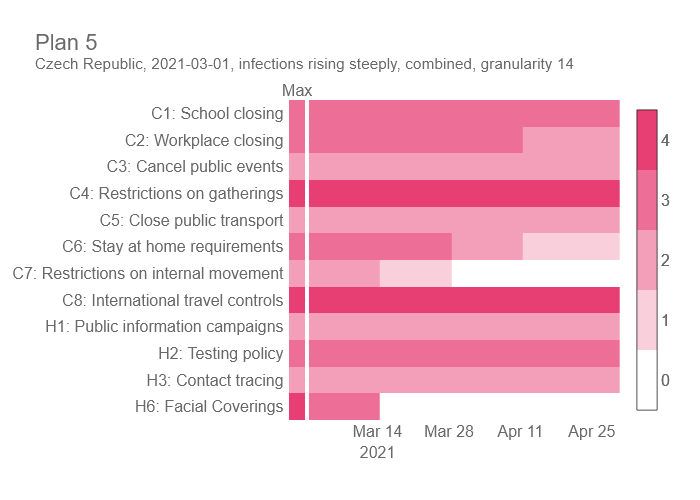 Plan 5
Czech Republic, 2021-03-01, infections rising steeply, combined, granularity 14
Max
C1: School closing
C2: Workplace closing
C3: Cancel public events
C4: Restrictions on gatherings
C5: Close public transport
C6: Stay at home requirements
C7: Restrictions on internal movement
C8: International travel controls
H1: Public information campaigns
H2: Testing policy
H3: Contact tracing
H6: Facial Coverings
Mar 14 Mar 28 Apr 11 Apr 25
2021
4
3
2
1
0